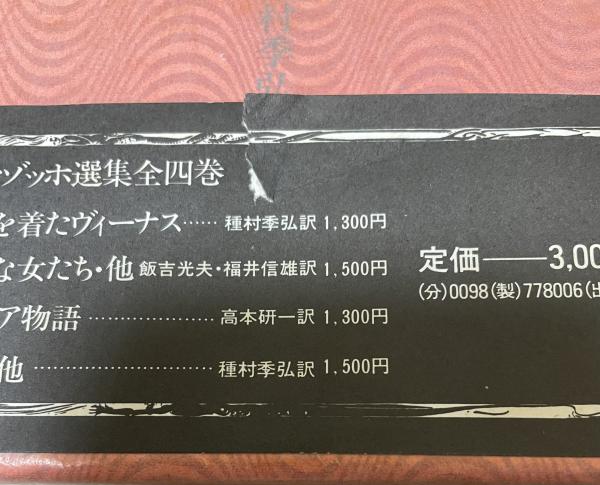 村季弘
ゾッホ選集全四巻
を着たヴィーナス……種村季弘訳 1,300円
な女たち・他 飯吉光夫・福井信雄訳 1,500円
ア物語…………………高本研一訳 1,300円
他…………………………種村季弘訳 1,500円
定価——3,00
(分)0098(製)778006(出